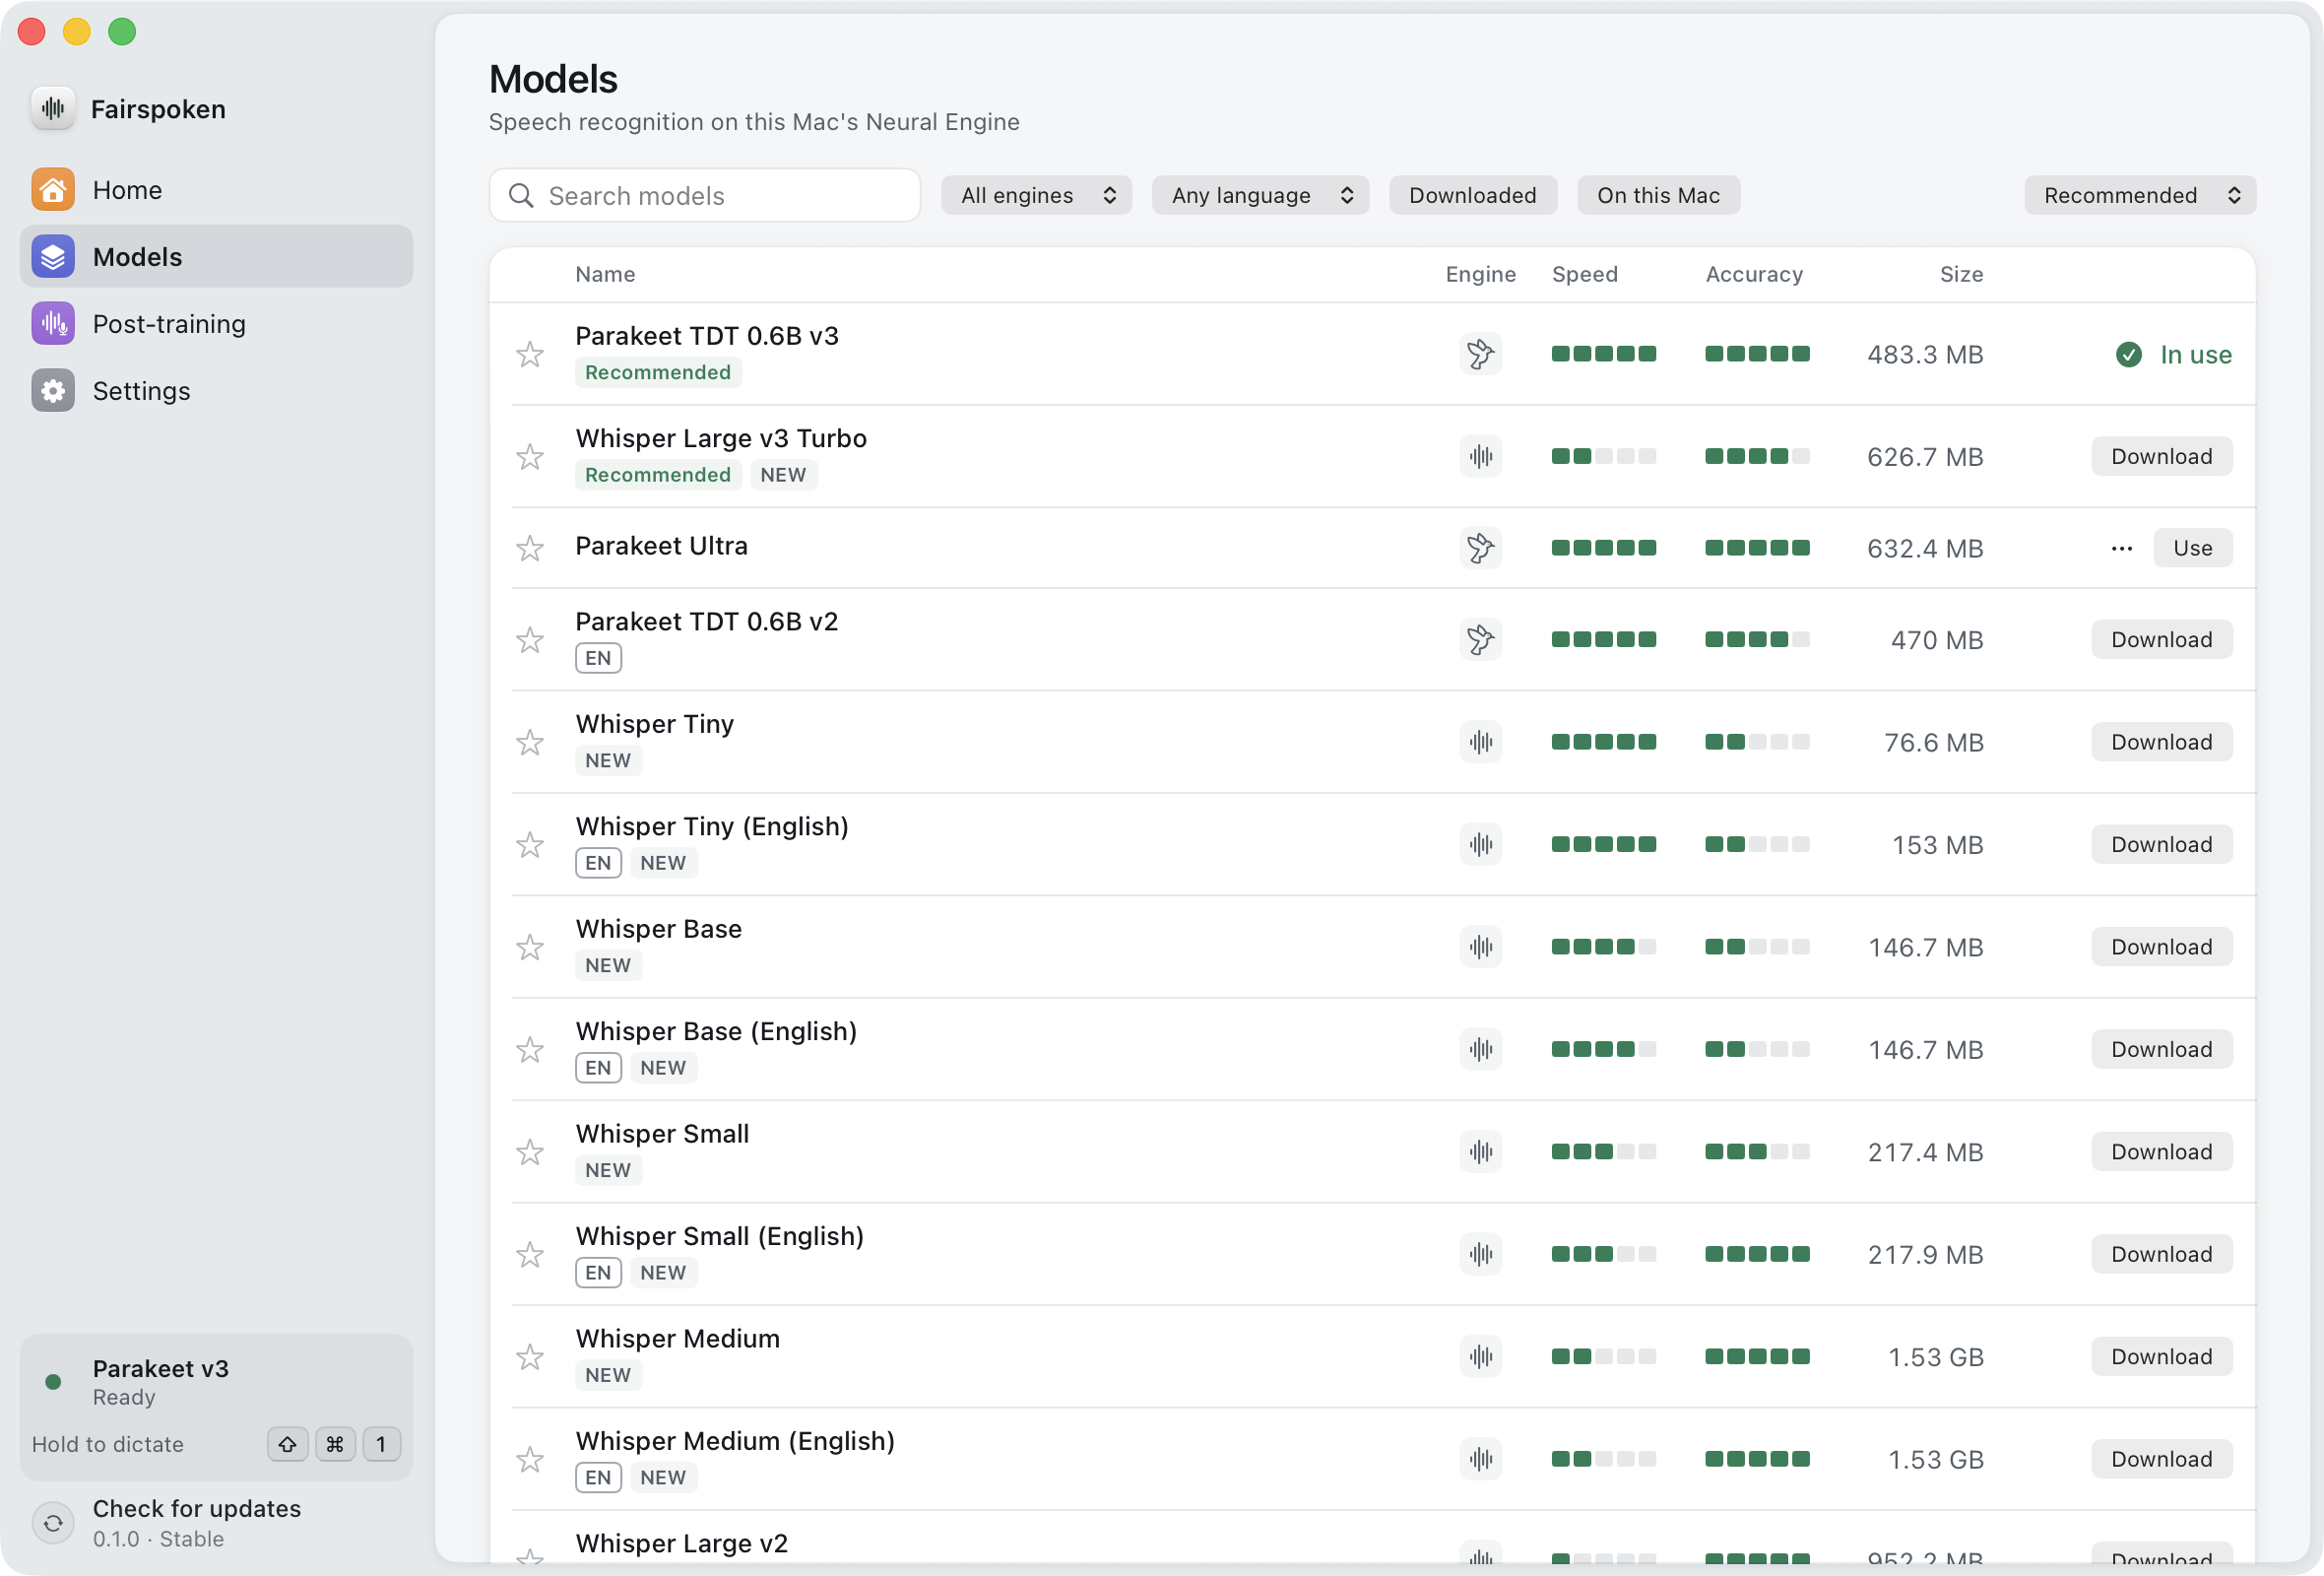 Fairspoken
Home
Models
Post-training
Settings
Parakeet v3
Ready
Hold to dictate ⇧ ⌘ 1
Check for updates
0.1.0 · Stable
Models
Speech recognition on this Mac's Neural Engine
Search models All engines Any language Downloaded On this Mac Recommended
Name Engine Speed Accuracy Size
Parakeet TDT 0.6B v3
Recommended
483.3 MB In use
Whisper Large v3 Turbo
Recommended NEW
626.7 MB Download
Parakeet Ultra 632.4 MB ··· Use
Parakeet TDT 0.6B v2
EN
470 MB Download
Whisper Tiny
NEW
76.6 MB Download
Whisper Tiny (English)
EN NEW
153 MB Download
Whisper Base
NEW
146.7 MB Download
Whisper Base (English)
EN NEW
146.7 MB Download
Whisper Small
NEW
217.4 MB Download
Whisper Small (English)
EN NEW
217.9 MB Download
Whisper Medium
NEW
1.53 GB Download
Whisper Medium (English)
EN NEW
1.53 GB Download
Whisper Large v2
952.2 MB Download